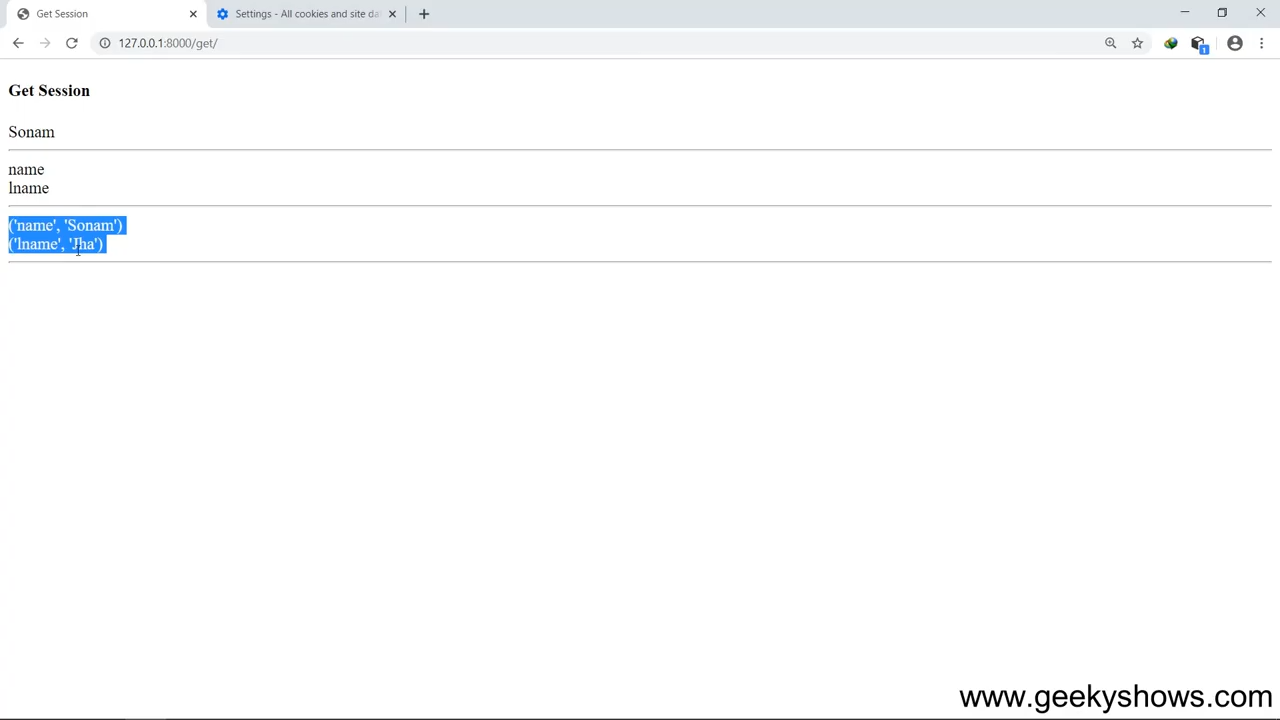 Get Session
Settings - All cookies and site da
127.0.0.1:8000/get/
1
Get Session
Sonam
name
lname
('name', 'Sonam')
('lname', 'Jha')
www.geekyshows.com